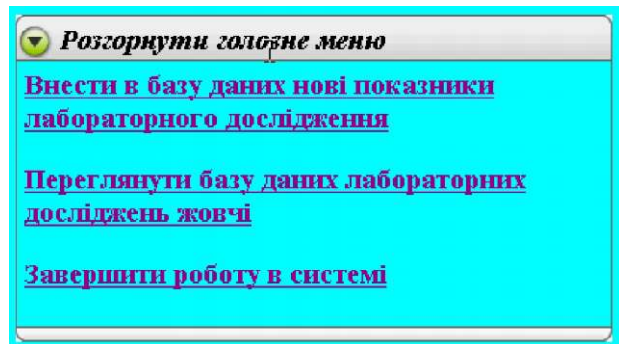 Розгорнути головне меню
Внести в базу даних нові показники
лабораторного дослідження
Переглянути базу даних лабораторних
досліджень жовчі
Завершити роботу в системі